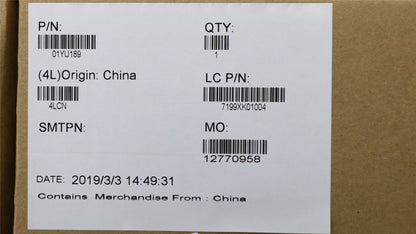 P/N: QTY:
01YU189 1
(4L)Origin: China LC P/N:
4LCN 7199XK01004
SMTPN: MO:
12770958
DATE: 2019/3/3 14:49:31
Contains Merchandise From : China